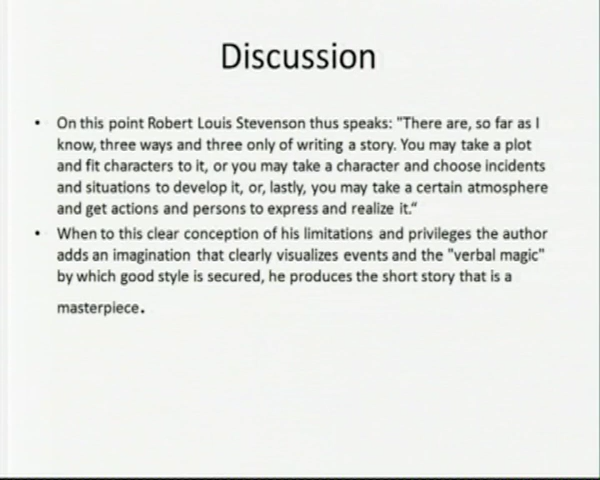 Discussion
• On this point Robert Louis Stevenson thus speaks: "There are, so far as I
know, three ways and three only of writing a story. You may take a plot
and fit characters to it, or you may take a character and choose incidents
and situations to develop it, or, lastly, you may take a certain atmosphere
and get actions and persons to express and realize it.“
• When to this clear conception of his limitations and privileges the author
adds an imagination that clearly visualizes events and the "verbal magic"
by which good style is secured, he produces the short story that is a
masterpiece.